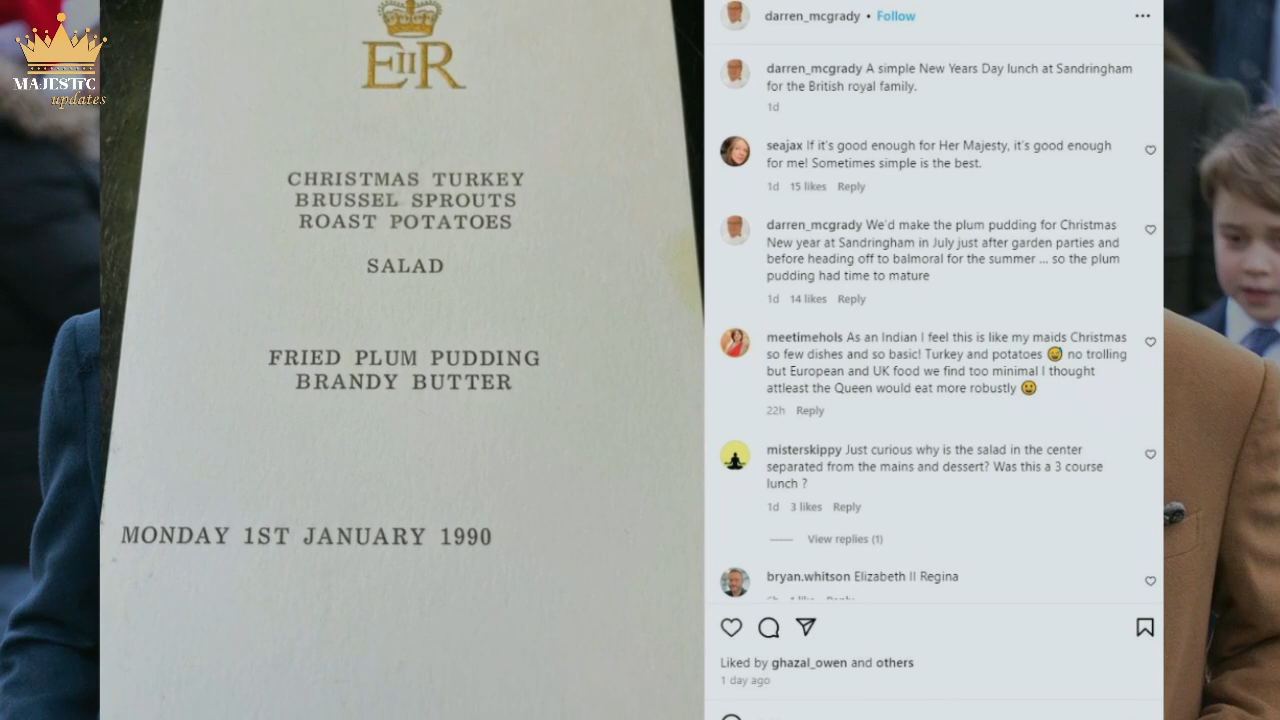 MAJESTIC
updates
EIIR
CHRISTMAS TURKEY
BRUSSEL SPROUTS
ROAST POTATOES
SALAD
FRIED PLUM PUDDING
BRANDY BUTTER
MONDAY 1ST JANUARY 1990
darren_mcgrady • Follow
darren_mcgrady A simple New Years Day lunch at Sandringham
for the British royal family.
1d
seajax If it's good enough for Her Majesty, it's good enough
for me! Sometimes simple is the best.
1d 15 likes Reply
darren_mcgrady We'd make the plum pudding for Christmas
New year at Sandringham in July just after garden parties and
before heading off to balmoral for the summer ... so the plum
pudding had time to mature
1d 14 likes Reply
meetimehols As an Indian I feel this is like my maids Christmas
so few dishes and so basic! Turkey and potatoes 😅 no trolling
but European and UK food we find too minimal I thought
attleast the Queen would eat more robustly 😀
22h Reply
misterskippy Just curious why is the salad in the center
separated from the mains and dessert? Was this a 3 course
lunch ?
1d 3 likes Reply
View replies (1)
bryan.whitson Elizabeth II Regina
Liked by ghazal_owen and others
1 day ago